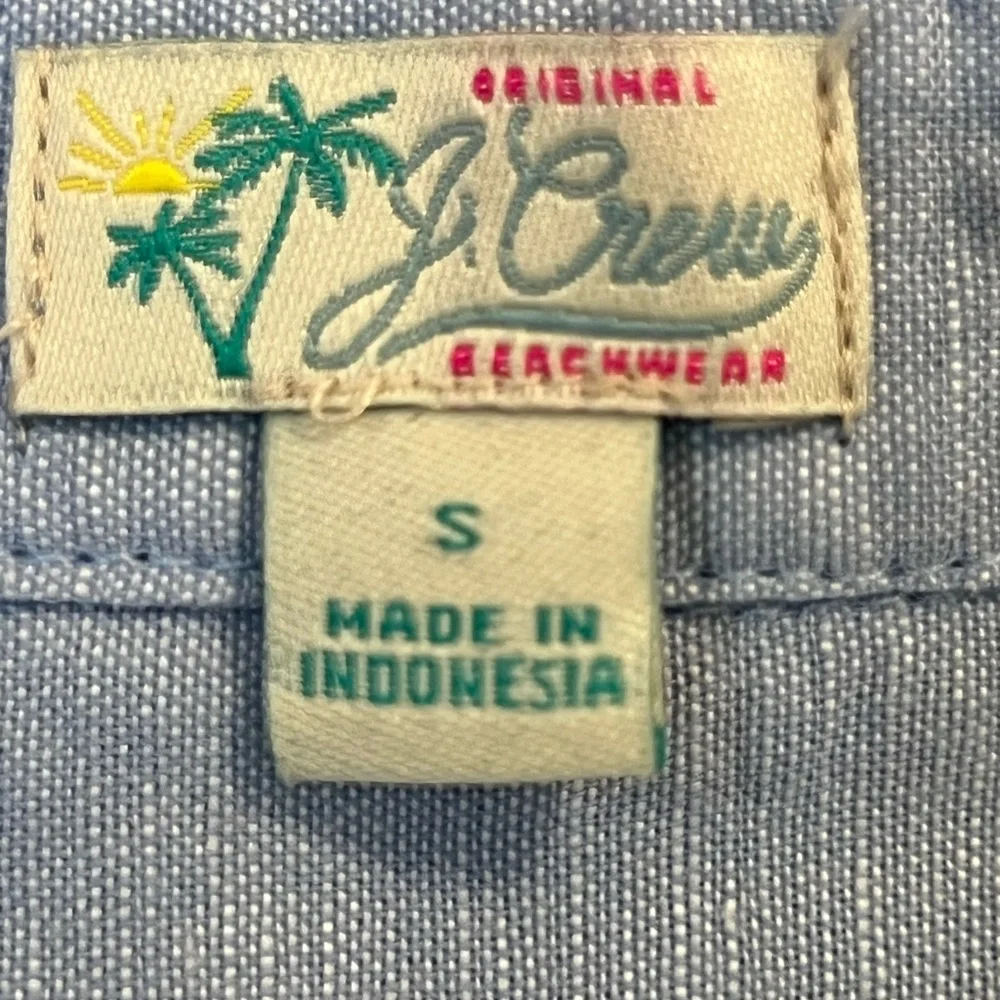 ORIGINAL
J. Crew
BEACHWEAR
S
MADE IN
INDONESIA